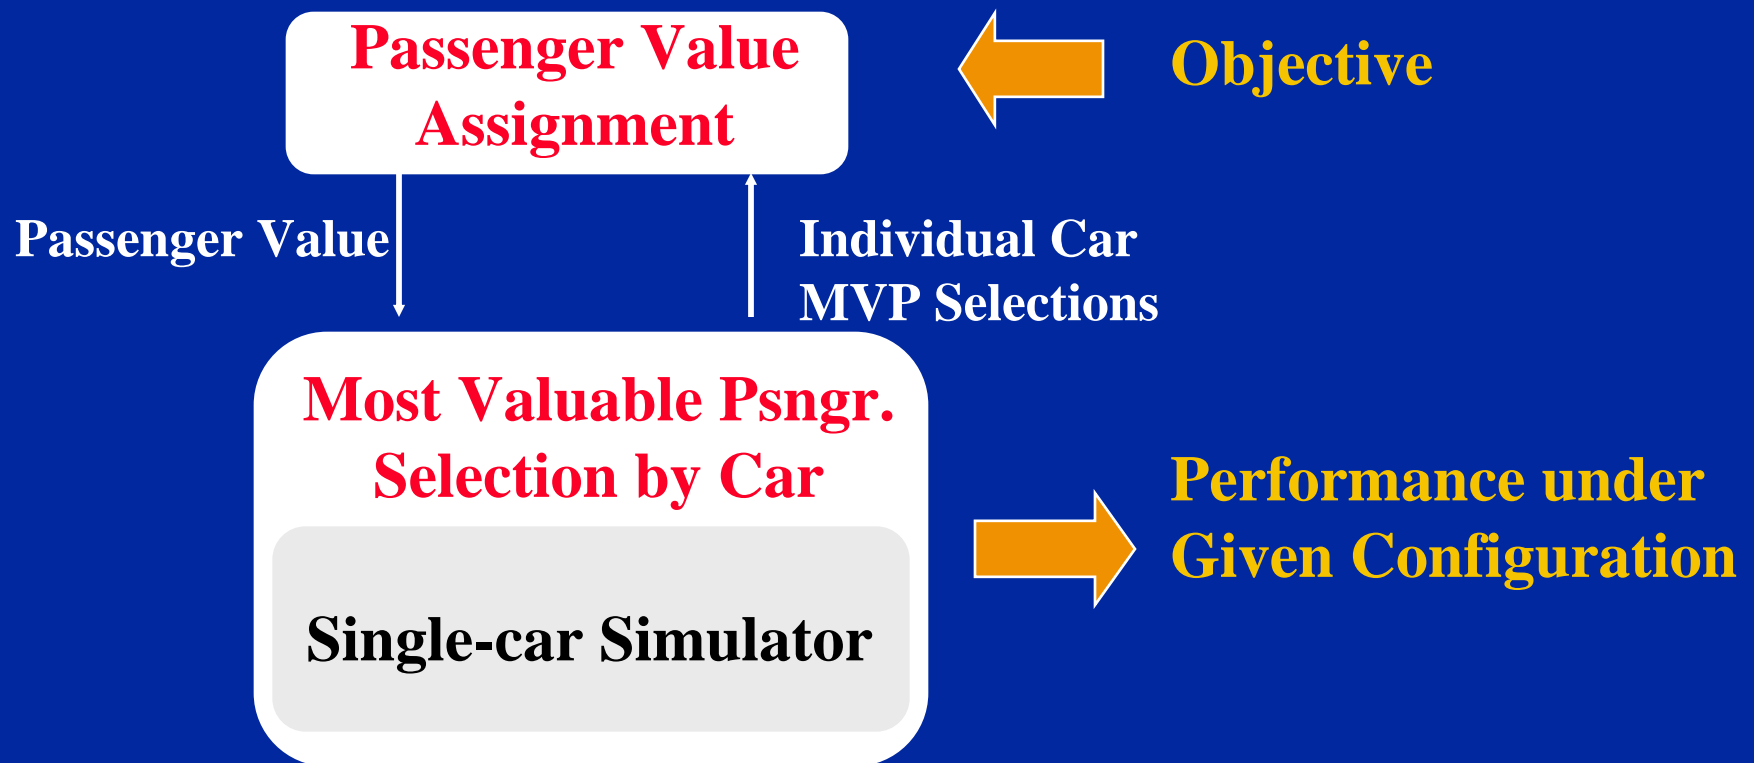 Passenger Value
Assignment
Objective
Passenger Value
Individual Car
MVP Selections
Most Valuable Psngr.
Selection by Car
Single-car Simulator
Performance under
Given Configuration